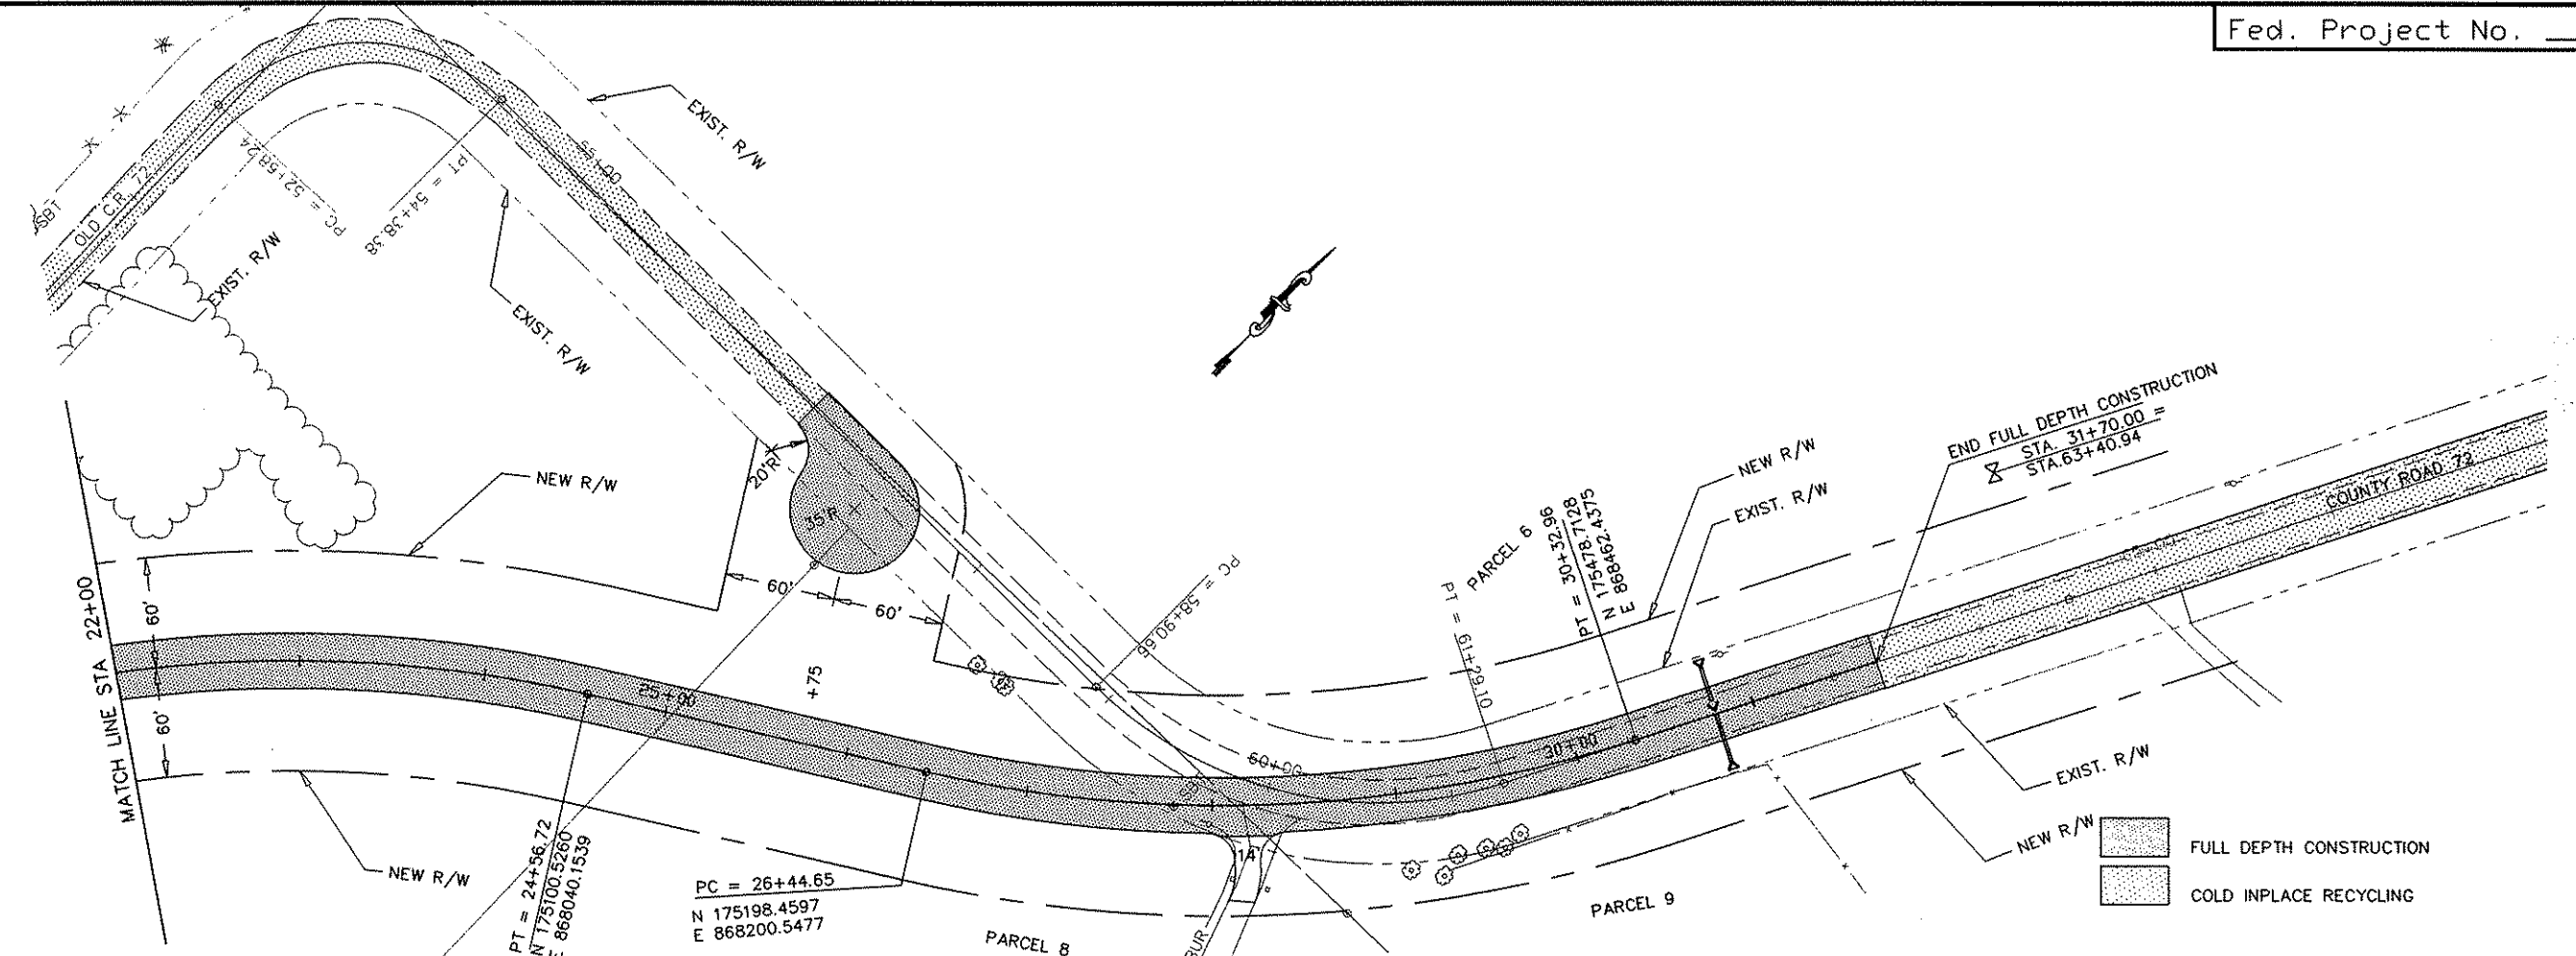 Fed. Project No.
EXIST. R/W
55+00
PC = 52+58.24
PT = 54+38.38
OLD C.R. 72
EXIST. R/W
EXIST. R/W
END FULL DEPTH CONSTRUCTION
STA. 31+70.00 =
STA.63+40.94
NEW R/W
EXIST. R/W
COUNTY ROAD 72
20'R
35'R
NEW R/W
PARCEL 6
PT = 30+32.96
N 175478.7128
E 868462.4375
PC = 58+90.66
PT = 61+29.10
60'
60'
60'
60'
MATCH LINE STA 22+00
25+00
+75
60+00
30+00
EXIST. R/W
NEW R/W
NEW R/W
14'
PT = 24+56.72
N 175100.5260
E 868040.1539
PC = 26+44.65
N 175198.4597
E 868200.5477
PARCEL 8
PARCEL 9
FULL DEPTH CONSTRUCTION
COLD INPLACE RECYCLING